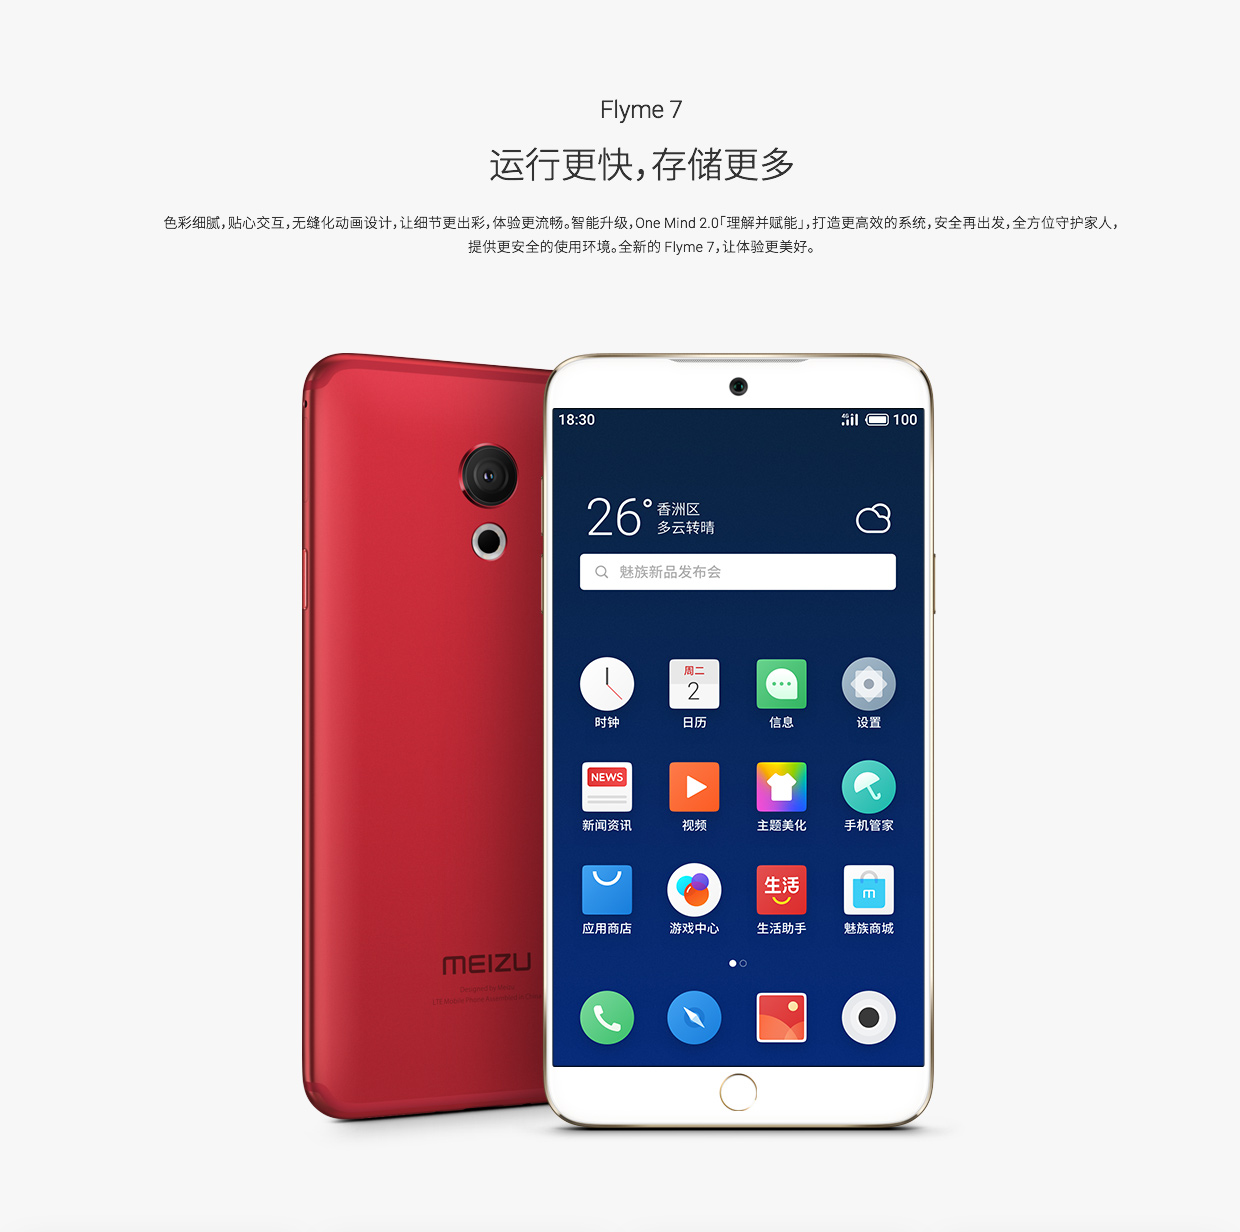 Flyme 7
运行更快，存储更多
色彩细腻，贴心交互，无缝化动画设计，让细节更出彩，体验更流畅。智能升级，One Mind 2.0「理解并赋能」，打造更高效的系统，安全再出发，全方位守护家人，
提供更安全的使用环境。全新的 Flyme 7，让体验更美好。
18:30
4G
100
26°
香洲区
多云转晴
魅族新品发布会
周二
2
时钟
日历
信息
设置
NEWS
新闻资讯
视频
主题美化
手机管家
生活
m
应用商店
游戏中心
生活助手
魅族商城
MEIZU
Designed by Meizu